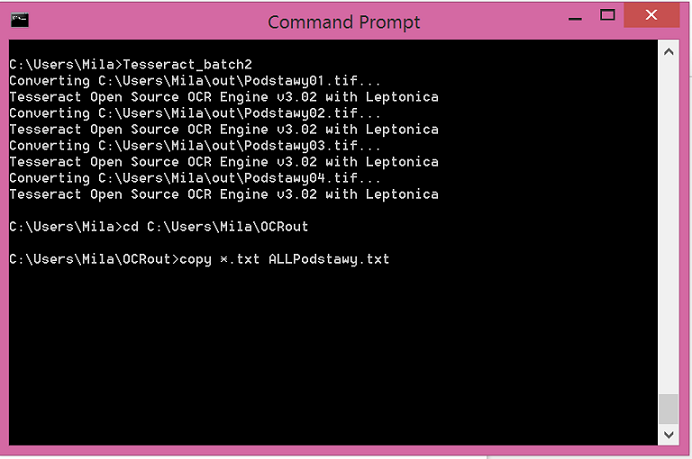 Command Prompt
C:\Users\Mila>Tesseract_batch2
Converting C:\Users\Mila\out\Podstawy01.tif...
Tesseract Open Source OCR Engine v3.02 with Leptonica
Converting C:\Users\Mila\out\Podstawy02.tif...
Tesseract Open Source OCR Engine v3.02 with Leptonica
Converting C:\Users\Mila\out\Podstawy03.tif...
Tesseract Open Source OCR Engine v3.02 with Leptonica
Converting C:\Users\Mila\out\Podstawy04.tif...
Tesseract Open Source OCR Engine v3.02 with Leptonica
C:\Users\Mila>cd C:\Users\Mila\OCRout
C:\Users\Mila\OCRout>copy *.txt ALLPodstawy.txt